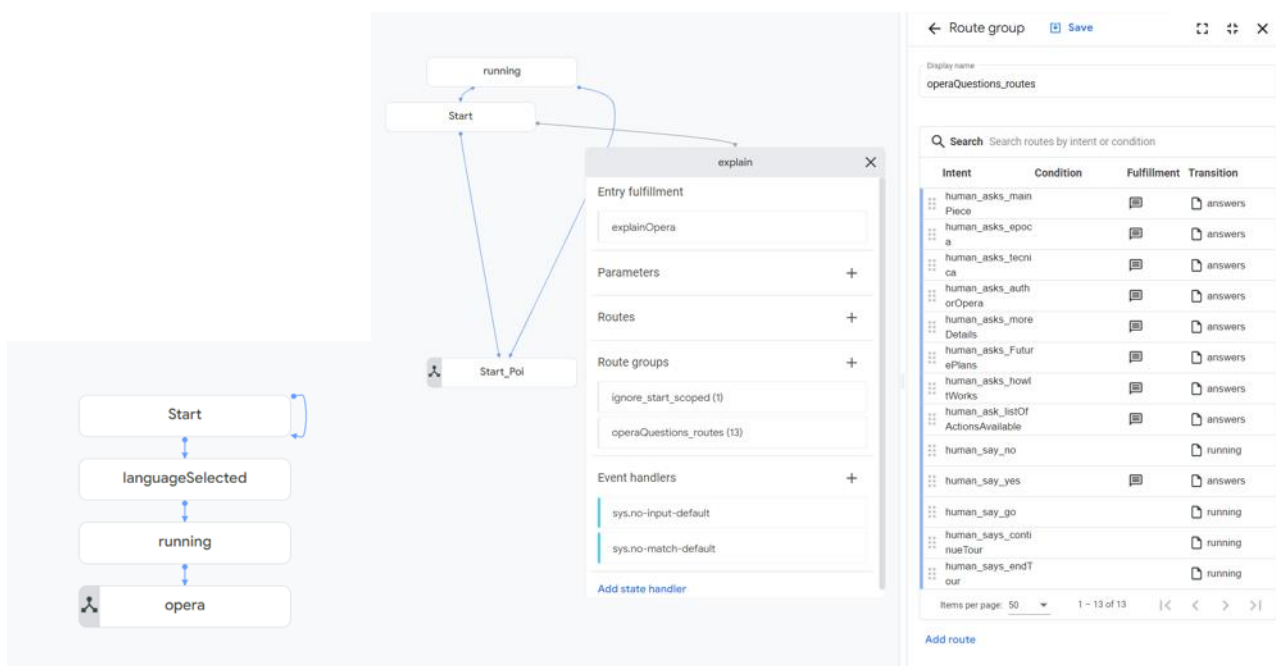 Start
languageSelected
running
opera
running
Start
Start_Poi
explain
Entry fulfillment
explainOpera
Parameters
Routes
Route groups
ignore_start_scoped (1)
operaQuestions_routes (13)
Event handlers
sys.no-input-default
sys.no-match-default
Add state handler
Route group Save
Display name
operaQuestions_routes
Search Search routes by intent or condition
Intent Condition Fulfillment Transition
human_asks_main
Piece answers
human_asks_epoc
a answers
human_asks_tecni
ca answers
human_asks_auth
orOpera answers
human_asks_more
Details answers
human_asks_Futur
ePlans answers
human_asks_howI
tWorks answers
human_ask_listOf
ActionsAvailable answers
human_say_no running
human_say_yes answers
human_say_go running
human_says_conti
nueTour running
human_says_endT
our running
Items per page: 50 1 – 13 of 13
Add route